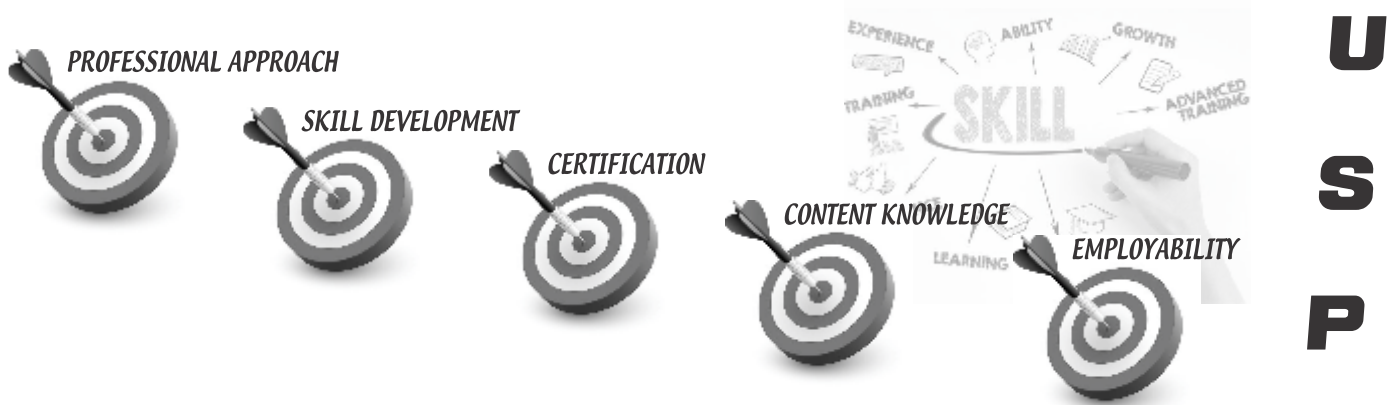 PROFESSIONAL APPROACH
SKILL DEVELOPMENT
CERTIFICATION
CONTENT KNOWLEDGE
EMPLOYABILITY
EXPERIENCE
ABILITY
GROWTH
TRAINING
SKILL
ADVANCED
TRAINING
LEARNING
U
S
P